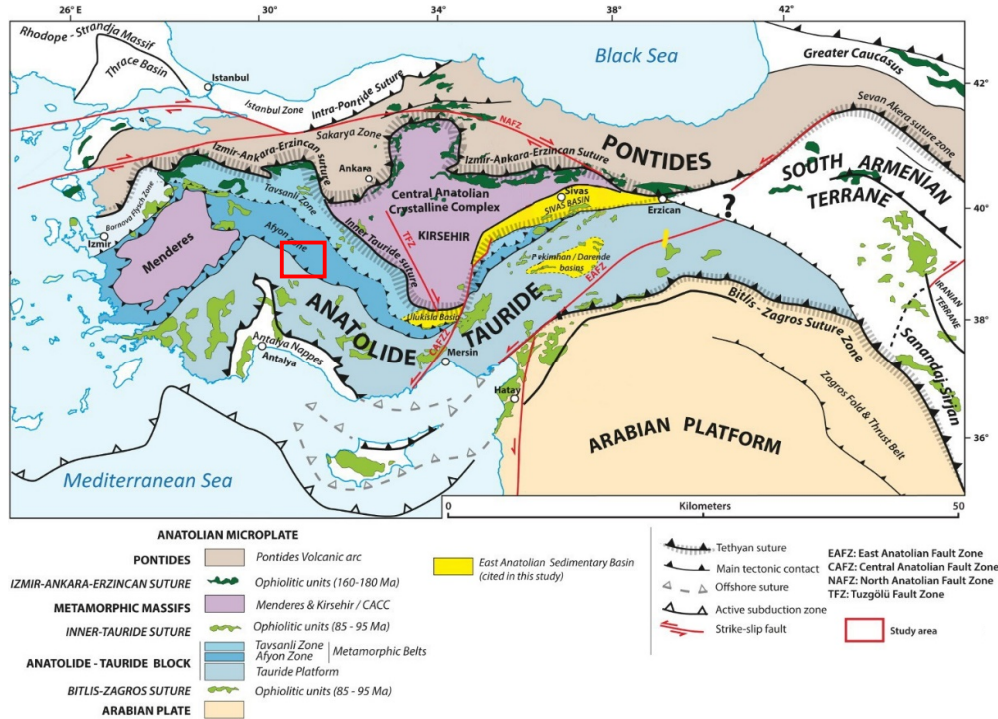 26° E
30°
34°
38°
42°
Rhodope - Strandja Massif
Thrace Basin
Istanbul
Istanbul Zone
Intra-Pontide Suture
Black Sea
Greater Caucasus
42°
Sevan Akera suture zone
NAFZ
Sakarya Zone
Izmir-Ankara-Erzincan suture
Ankara
Izmir-Ankara-Erzincan Suture
PONTIDES
SOUTH ARMENIAN
TERRANE
Bornova Flysch Zone
Tavsanli Zone
Central Anatolian
Crystalline Complex
Sivas
SIVAS BASIN
Erzican
?
40°
Izmir
Menderes
Afyon Zone
Inner Tauride suture
TFZ
KIRSEHIR
Darende
basins
EAFZ
IRANIAN
TERRANE
ANATOLIDE
TAURIDE
Ulukisla Basin
CAFZZ
Bitlis - Zagros Suture Zone
38°
Antalya Nappes
Antalya
Mersin
Hatay
Sanandaj-Sirjan
Zagros Fold & Thrust Belt
ARABIAN PLATFORM
36°
Mediterranean Sea
0
Kilometers
50
ANATOLIAN MICROPLATE
PONTIDES
Pontides Volcanic arc
IZMIR-ANKARA-ERZINCAN SUTURE
Ophiolitic units (160-180 Ma)
METAMORPHIC MASSIFS
Menderes & Kirsehir / CACC
INNER-TAURIDE SUTURE
Ophiolitic units (85 - 95 Ma)
ANATOLIDE - TAURIDE BLOCK
Tavsanli Zone
Afyon Zone
Metamorphic Belts
Tauride Platform
BITLIS-ZAGROS SUTURE
Ophiolitic units (85 - 95 Ma)
ARABIAN PLATE
East Anatolian Sedimentary Basin
(cited in this study)
Tethyan suture
Main tectonic contact
Offshore suture
Active subduction zone
Strike-slip fault
EAFZ: East Anatolian Fault Zone
CAFZ: Central Anatolian Fault Zone
NAFZ: North Anatolian Fault Zone
TFZ: Tuzgölü Fault Zone
Study area